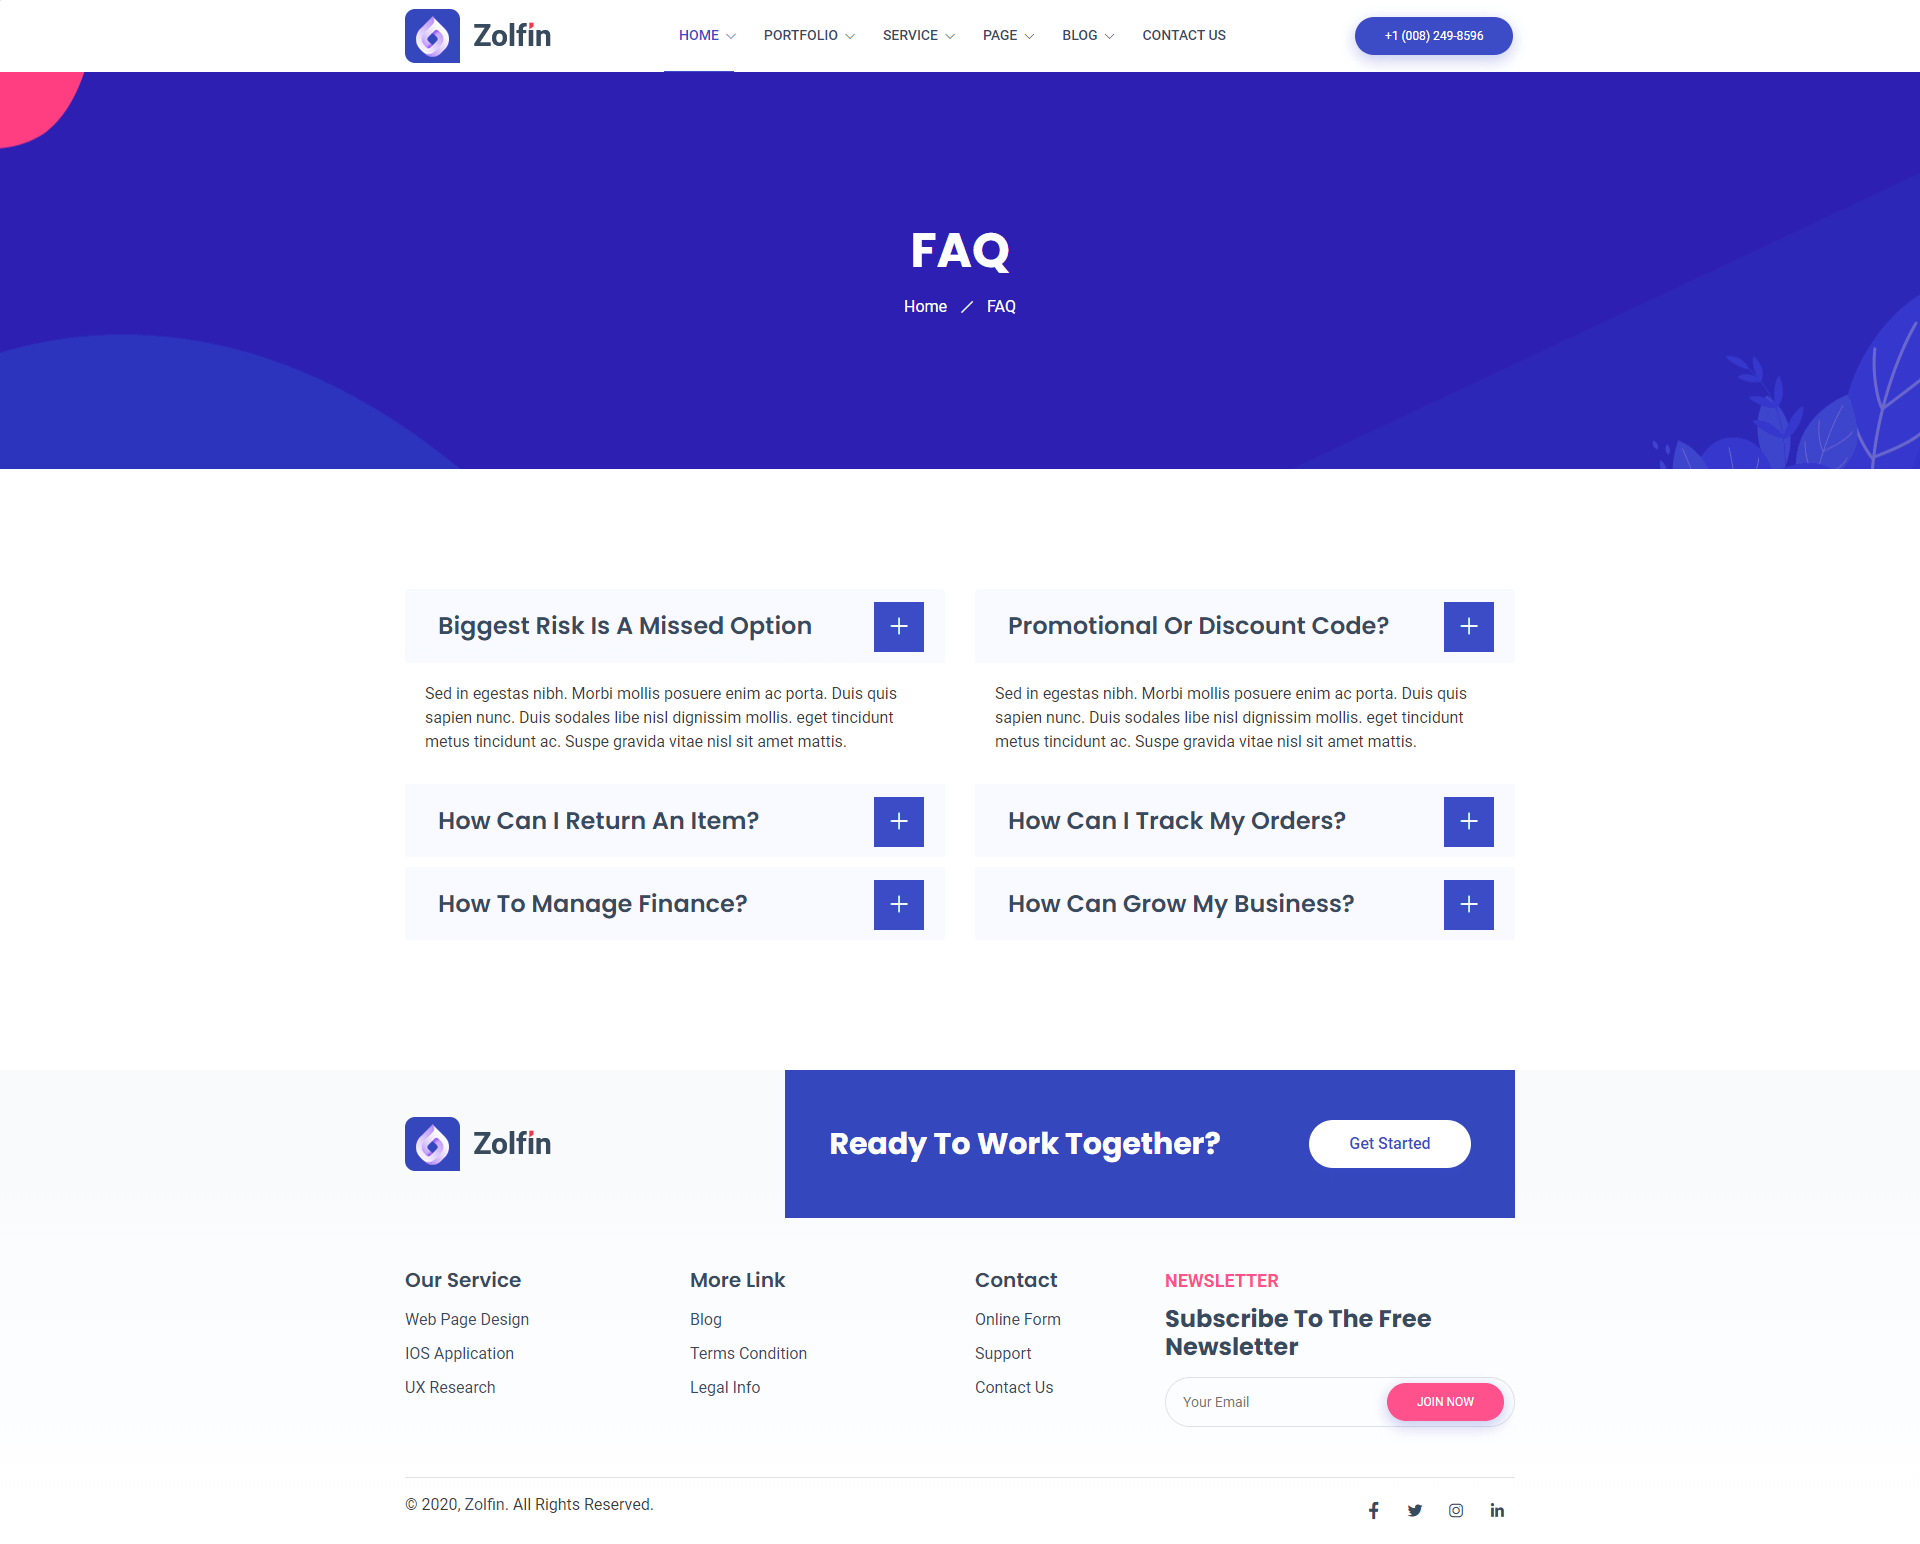 Zolfin
HOME PORTFOLIO SERVICE PAGE BLOG CONTACT US
+1 (008) 249-8596
FAQ
Home / FAQ
Biggest Risk Is A Missed Option
Sed in egestas nibh. Morbi mollis posuere enim ac porta. Duis quis
sapien nunc. Duis sodales libe nisl dignissim mollis. eget tincidunt
metus tincidunt ac. Suspe gravida vitae nisl sit amet mattis.
How Can I Return An Item?
How To Manage Finance?
Promotional Or Discount Code?
Sed in egestas nibh. Morbi mollis posuere enim ac porta. Duis quis
sapien nunc. Duis sodales libe nisl dignissim mollis. eget tincidunt
metus tincidunt ac. Suspe gravida vitae nisl sit amet mattis.
How Can I Track My Orders?
How Can Grow My Business?
Zolfin
Ready To Work Together?
Get Started
Our Service
Web Page Design
IOS Application
UX Research
More Link
Blog
Terms Condition
Legal Info
Contact
Online Form
Support
Contact Us
NEWSLETTER
Subscribe To The Free
Newsletter
Your Email
JOIN NOW
© 2020, Zolfin. All Rights Reserved.